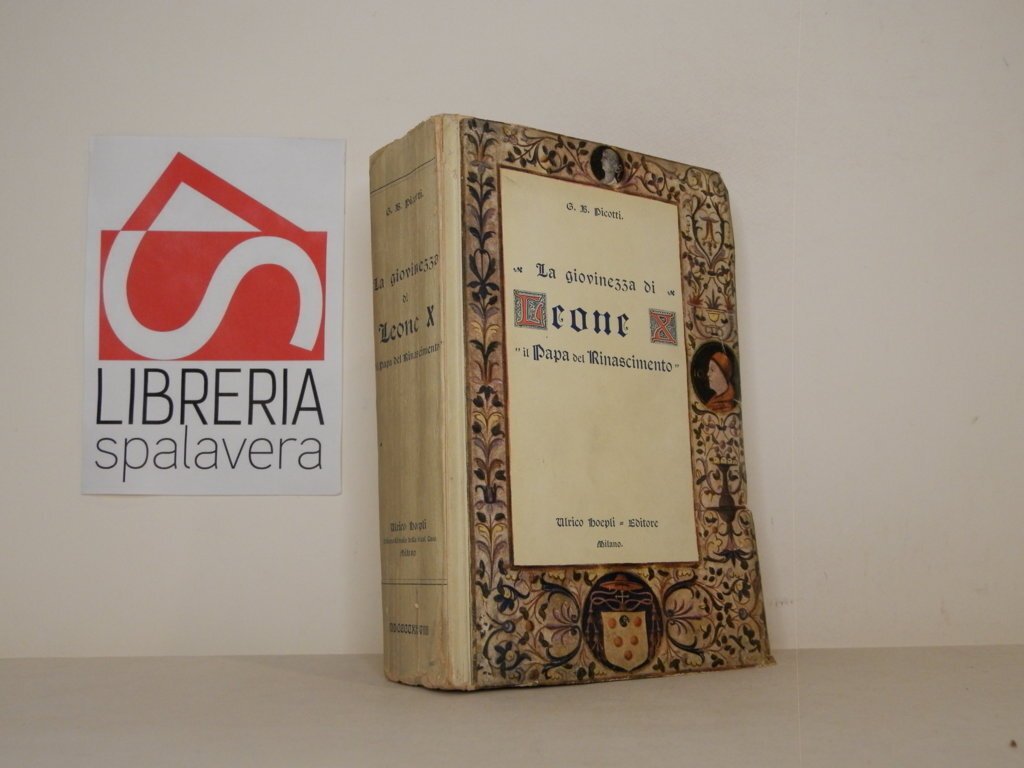 LIBRERIA
spalavera
G. B. Picotti.
La giovinezza di
Leone X
"il Papa del Rinascimento"
Ulrico Hoepli
Milano
G. B. Picotti.
La giovinezza di
Leone X
"il Papa del Rinascimento"
Ulrico Hoepli - Editore
Milano.